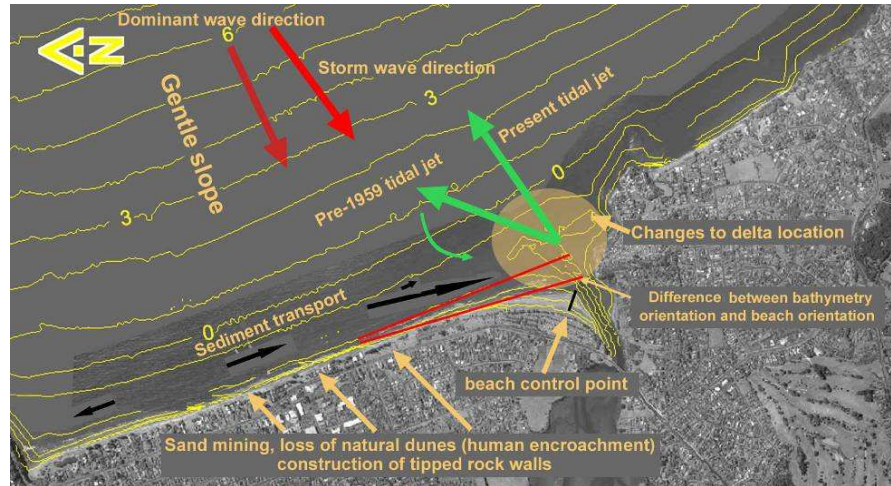 Dominant wave direction
N
6
Storm wave direction
Gentle slope
3
Present tidal jet
Pre-1959 tidal jet
0
3
Changes to delta location
Difference between bathymetry
orientation and beach orientation
Sediment transport
0
beach control point
Sand mining, loss of natural dunes (human encroachment)
construction of tipped rock walls